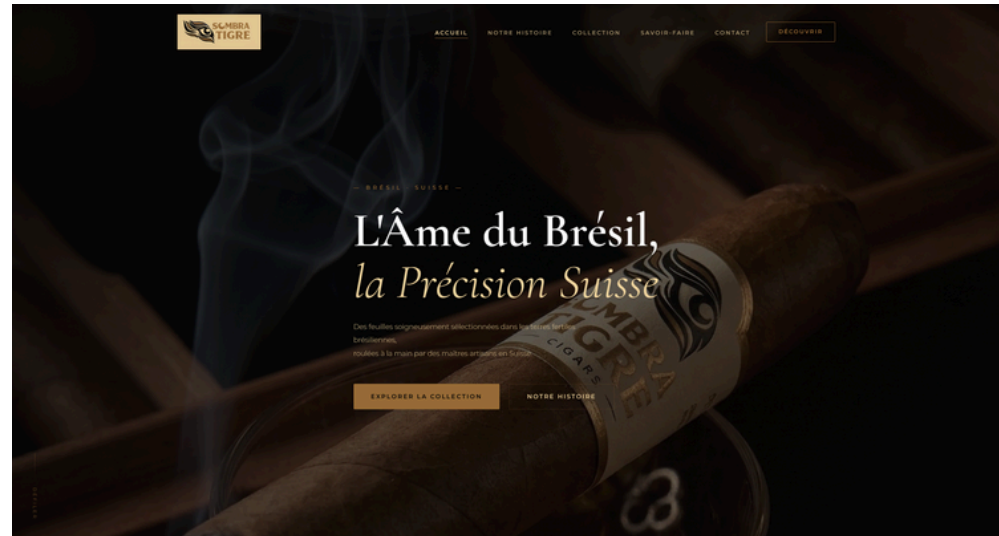 SOMBRA
TIGRE
ACCUEIL NOTRE HISTOIRE COLLECTION SAVOIR-FAIRE CONTACT DÉCOUVRIR
— BRÉSIL · SUISSE —
L'Âme du Brésil,
la Précision Suisse
Des feuilles soigneusement sélectionnées dans les terres fertiles
brésiliennes,
roulées à la main par des maîtres artisans en Suisse
EXPLORER LA COLLECTION NOTRE HISTOIRE
SOMBRA
TIGRE
CIGARS